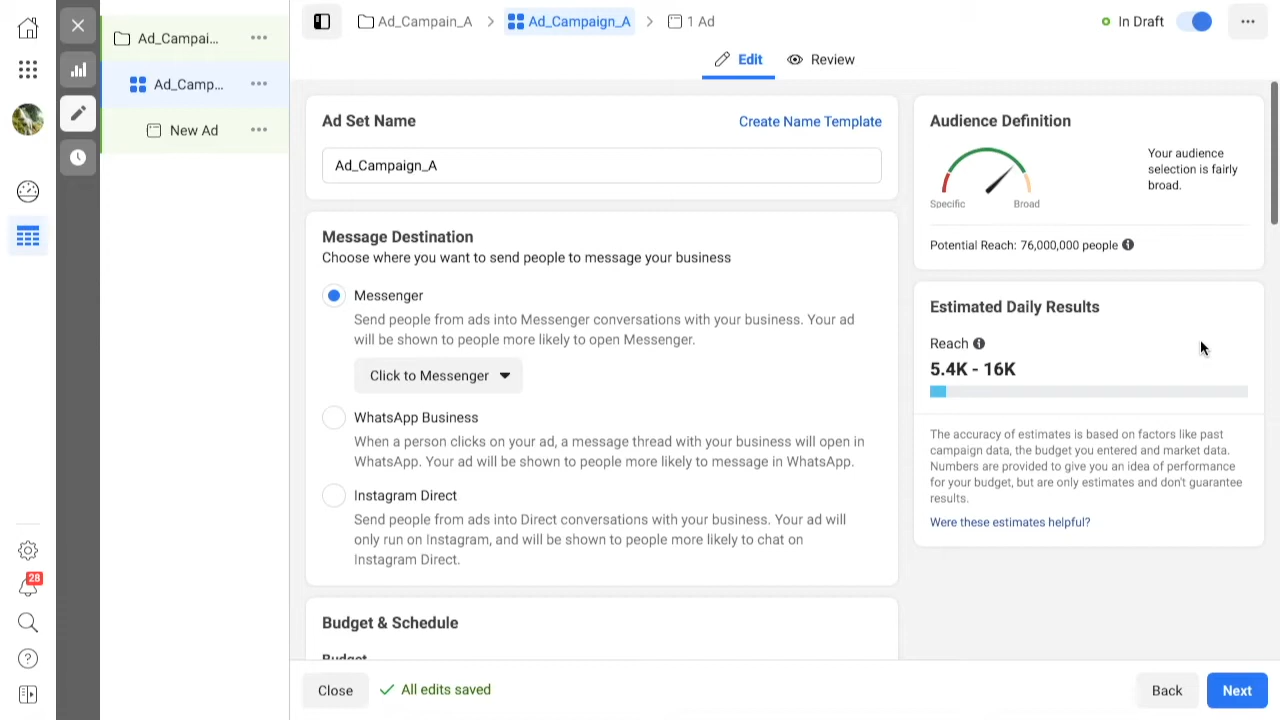 Ad_Campai...
Ad_Camp...
New Ad
28
Ad_Campain_A
Ad_Campaign_A
1 Ad
In Draft
Edit
Review
Ad Set Name
Create Name Template
Ad_Campaign_A
Message Destination
Choose where you want to send people to message your business
Messenger
Send people from ads into Messenger conversations with your business. Your ad
will be shown to people more likely to open Messenger.
Click to Messenger
WhatsApp Business
When a person clicks on your ad, a message thread with your business will open in
WhatsApp. Your ad will be shown to people more likely to message in WhatsApp.
Instagram Direct
Send people from ads into Direct conversations with your business. Your ad will
only run on Instagram, and will be shown to people more likely to chat on
Instagram Direct.
Budget & Schedule
Budget
Audience Definition
Specific
Broad
Your audience
selection is fairly
broad.
Potential Reach: 76,000,000 people
Estimated Daily Results
Reach
5.4K - 16K
The accuracy of estimates is based on factors like past
campaign data, the budget you entered and market data.
Numbers are provided to give you an idea of performance
for your budget, but are only estimates and don't guarantee
results.
Were these estimates helpful?
Close
All edits saved
Back
Next